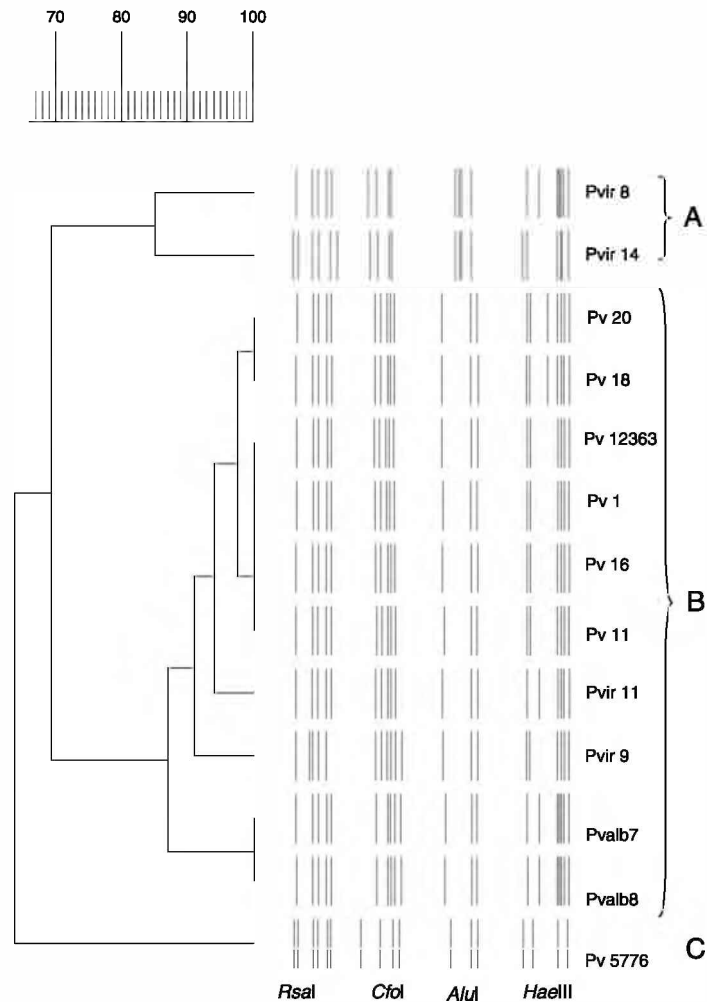 70 80 90 100
Pvir 8
A
Pvir 14
Pv 20
Pv 18
Pv 12363
Pv 1
Pv 16
B
Pv 11
Pvir 11
Pvir 9
Pvalb7
Pvalb8
C
Pv 5776
RsaI CfoI AluI HaeIII